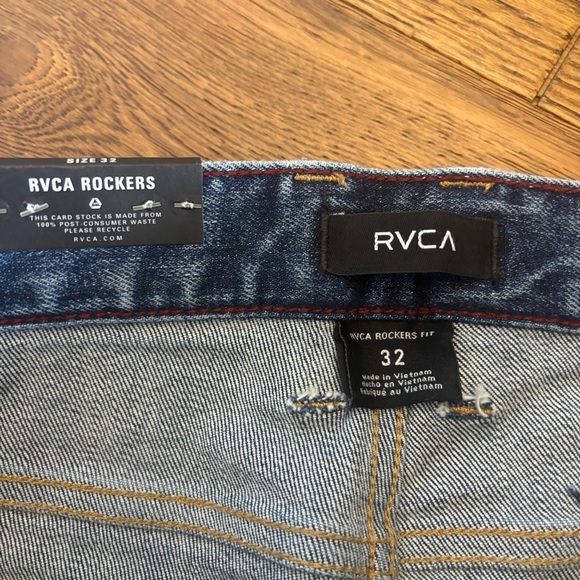 SIZE 32
RVCA ROCKERS
THIS CARD STOCK IS MADE FROM
100% POST-CONSUMER WASTE
PLEASE RECYCLE
RVCA.COM
RVCA
RVCA ROCKERS FIT
32
Made in Vietnam
Hecho en Vietnam
Fabriqué au Vietnam